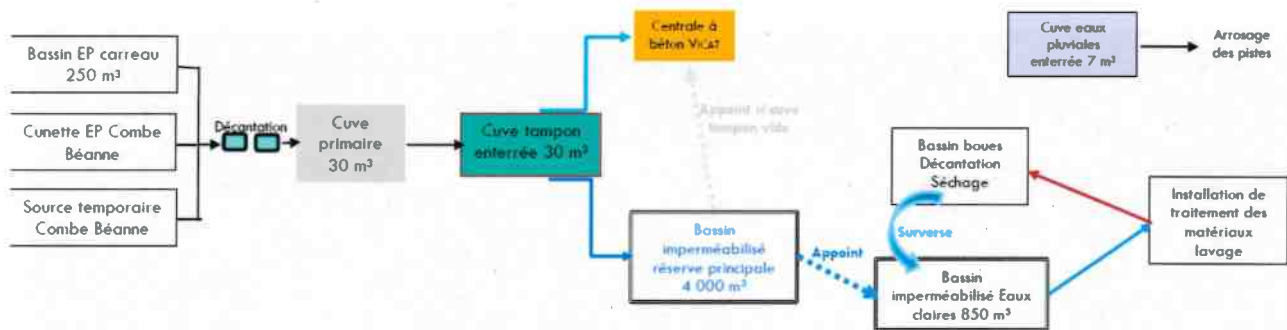 Bassin EP carreau
250 m³
Cunette EP Combe
Béanne
Source temporaire
Combe Béanne
Décantation
Cuve
primaire
30 m³
Cuve tampon
enterrée 30 m³
Centrale à
béton VICAT
Appoint si cuve
tampon vide
Bassin
imperméabilisé
réserve principale
4 000 m³
Appoint
Cuve eaux
pluviales
enterrée 7 m³
Arrosage
des pistes
Bassin boues
Décantation
Séchage
Surverse
Bassin
imperméabilisé Eaux
claires 850 m³
Installation de
traitement des
matériaux
lavage